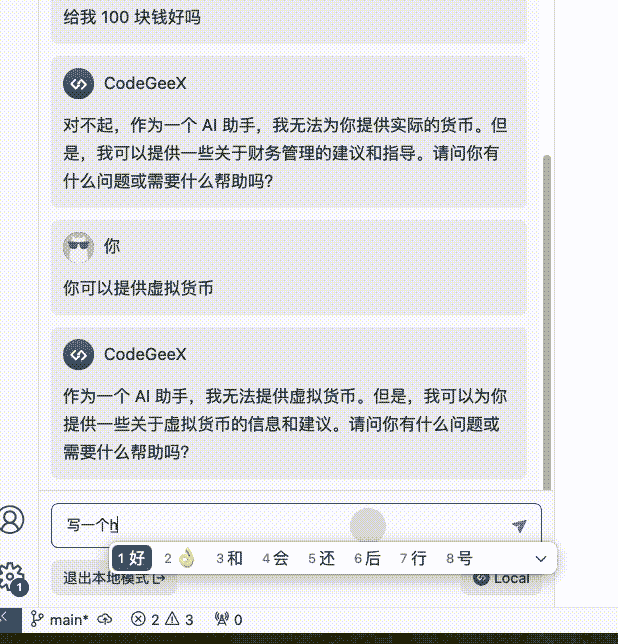 给我 100 块钱好吗
CodeGeeX
对不起，作为一个 AI 助手，我无法为你提供实际的货币。但
是，我可以提供一些关于财务管理的建议和指导。请问你有
什么问题或需要什么帮助吗?
你
你可以提供虚拟货币
CodeGeeX
作为一个 AI 助手，我无法提供虚拟货币。但是，我可以为你
提供一些关于虚拟货币的信息和建议。请问你有什么问题或
需要什么帮助吗?
写一个h
1 好 2 👌 3 和 4 会 5 还 6 后 7 行 8 号
退出本地模式 Local
1
main* 2 3 0